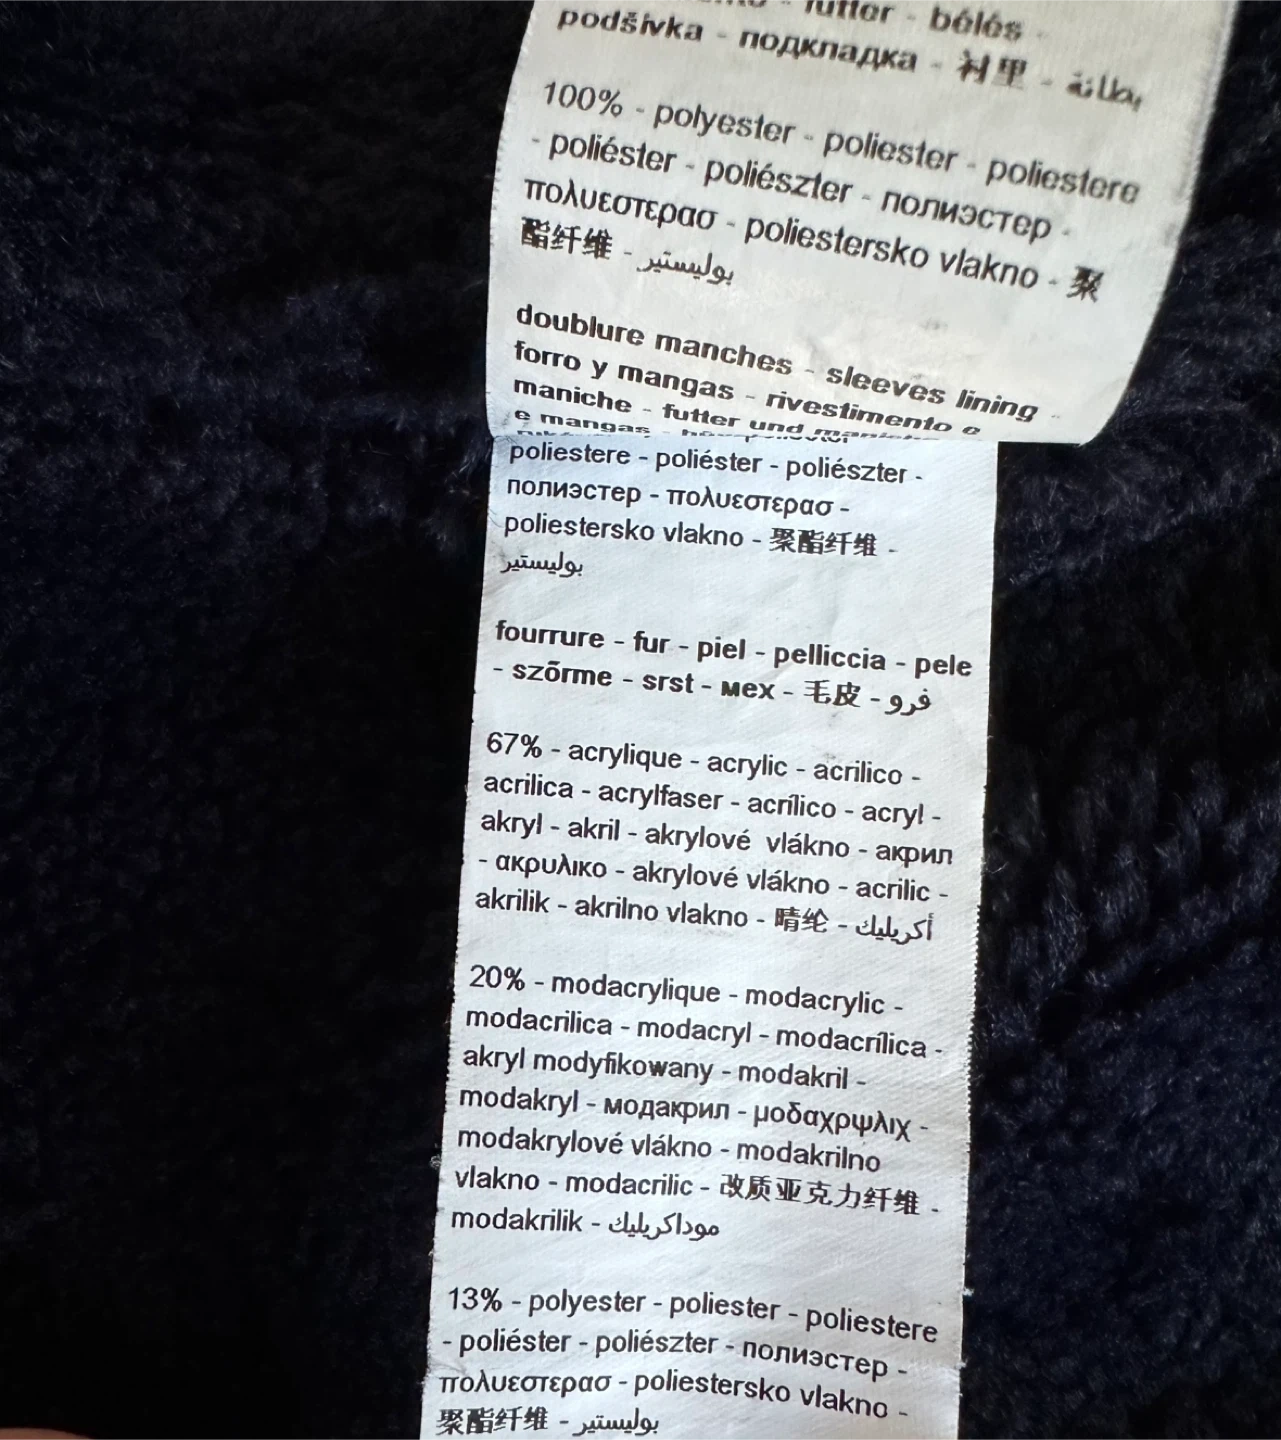 - futter - bélés -
podšívka - подкладка - 衬里 - بطانة
100% - polyester - poliester - poliestere
- poliéster - poliészter - полиэстер -
πολυεστερασ - poliestersko vlakno - 聚
酯纤维 - بوليستير
doublure manches - sleeves lining -
forro y mangas - rivestimento e
maniche - futter und
e mangas -
poliestere - poliéster - poliészter -
полиэстер - πολυεστερασ -
poliestersko vlakno - 聚酯纤维 -
بوليستير
fourrure - fur - piel - pelliccia - pele
- szõrme - srst - мех - 毛皮 - فرو
67% - acrylique - acrylic - acrilico -
acrilica - acrylfaser - acrílico - acryl -
akryl - akril - akrylové vlákno - акрил
- ακρυλικο - akrylové vlákno - acrilic -
akrilik - akrilno vlakno - 晴纶 - أكريليك
20% - modacrylique - modacrylic -
modacrilica - modacryl - modacrílica -
akryl modyfikowany - modakril -
modakryl - модакрил - μοδαχρψλιχ -
modakrylové vlákno - modakrilno
vlakno - modacrilic - 改质亚克力纤维 -
modakrilik - موداكريليك
13% - polyester - poliester - poliestere
- poliéster - poliészter - полиэстер -
πολυεστερασ - poliestersko vlakno -
聚酯纤维 - بوليستير